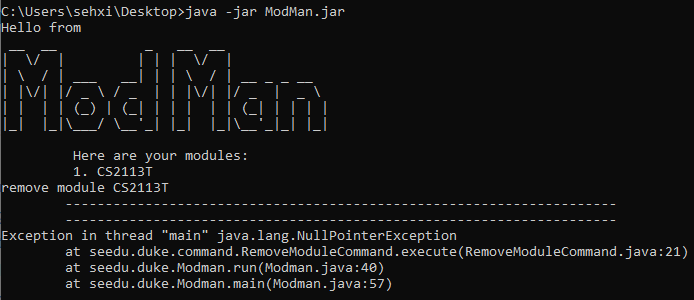 C:\Users\sehxi\Desktop>java -jar ModMan.jar
Hello from
ModMan
Here are your modules:
1. CS2113T
remove module CS2113T
---------------------------------------------------------------------
---------------------------------------------------------------------
Exception in thread "main" java.lang.NullPointerException
at seedu.duke.command.RemoveModuleCommand.execute(RemoveModuleCommand.java:21)
at seedu.duke.Modman.run(Modman.java:40)
at seedu.duke.Modman.main(Modman.java:57)